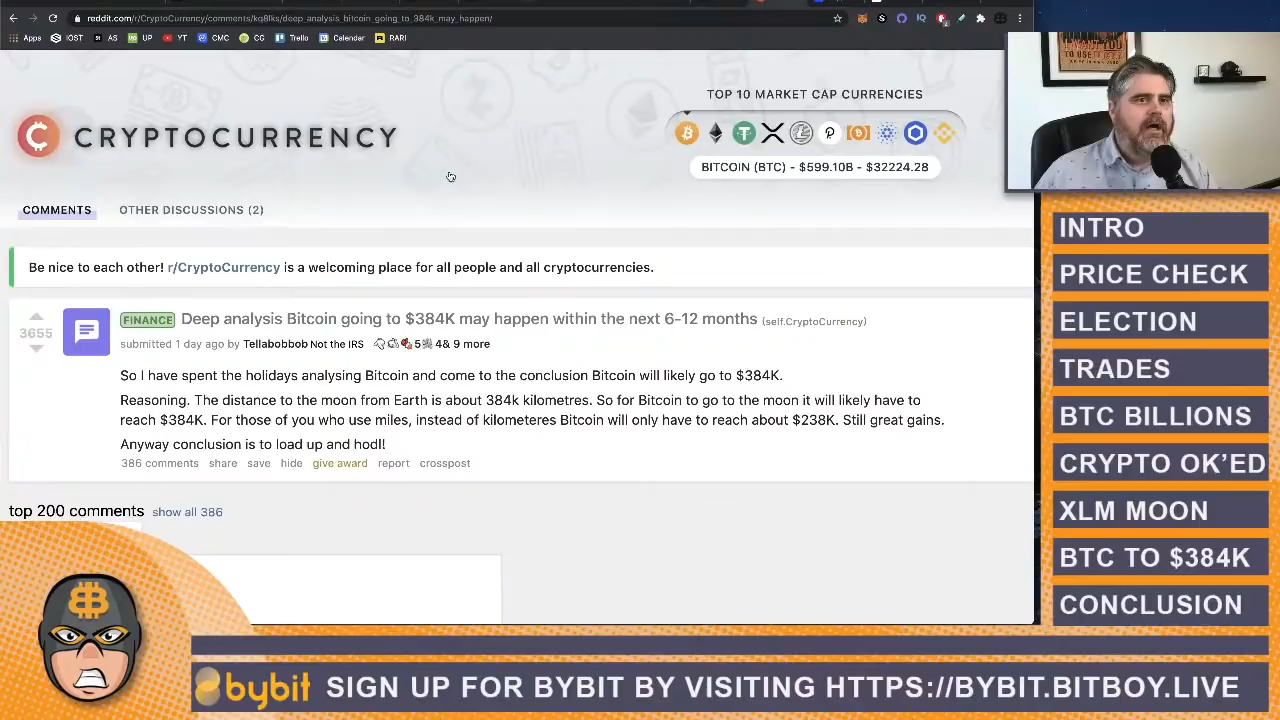 reddit.com/r/CryptoCurrency/comments/kq8lks/deep_analysis_bitcoin_going_to_384k_may_happen/
Apps IOST AS UP YT CMC CG Trello Calendar RARI
TOP 10 MARKET CAP CURRENCIES
CRYPTOCURRENCY
BITCOIN (BTC) - $599.10B - $32224.28
COMMENTS OTHER DISCUSSIONS (2)
Be nice to each other! r/CryptoCurrency is a welcoming place for all people and all cryptocurrencies.
3655
FINANCE Deep analysis Bitcoin going to $384K may happen within the next 6-12 months (self.CryptoCurrency)
submitted 1 day ago by Tellabobbob Not the IRS 5 4& 9 more
So I have spent the holidays analysing Bitcoin and came to the conclusion Bitcoin will likely go to $384K.
Reasoning. The distance to the moon from Earth is about 384k kilometres. So for Bitcoin to go to the moon it will likely have to
reach $384K. For those of you who use miles, instead of kilometeres Bitcoin will only have to reach about $238K. Still great gains.
Anyway conclusion is to load up and hodl!
386 comments share save hide give award report crosspost
top 200 comments show all 386
INTRO
PRICE CHECK
ELECTION
TRADES
BTC BILLIONS
CRYPTO OK'ED
XLM MOON
BTC TO $384K
CONCLUSION
bybit SIGN UP FOR BYBIT BY VISITING HTTPS://BYBIT.BITBOY.LIVE